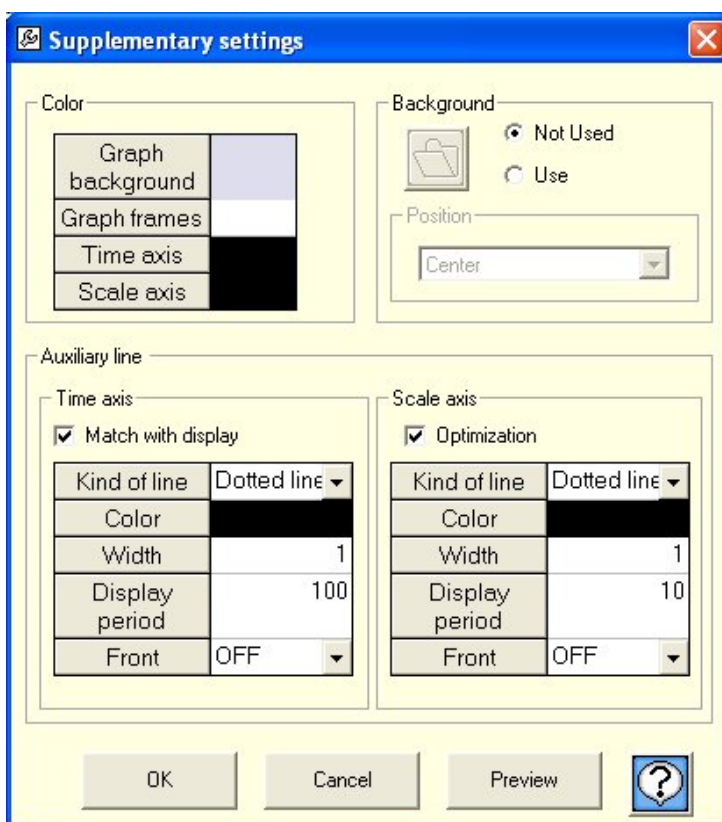 Supplementary settings
Color
Graph
background
Graph frames
Time axis
Scale axis
Background
Not Used
Use
Position
Center
Auxiliary line
Time axis
Match with display
Kind of line Dotted line
Color
Width 1
Display
period 100
Front OFF
Scale axis
Optimization
Kind of line Dotted line
Color
Width 1
Display
period 10
Front OFF
OK Cancel Preview ?